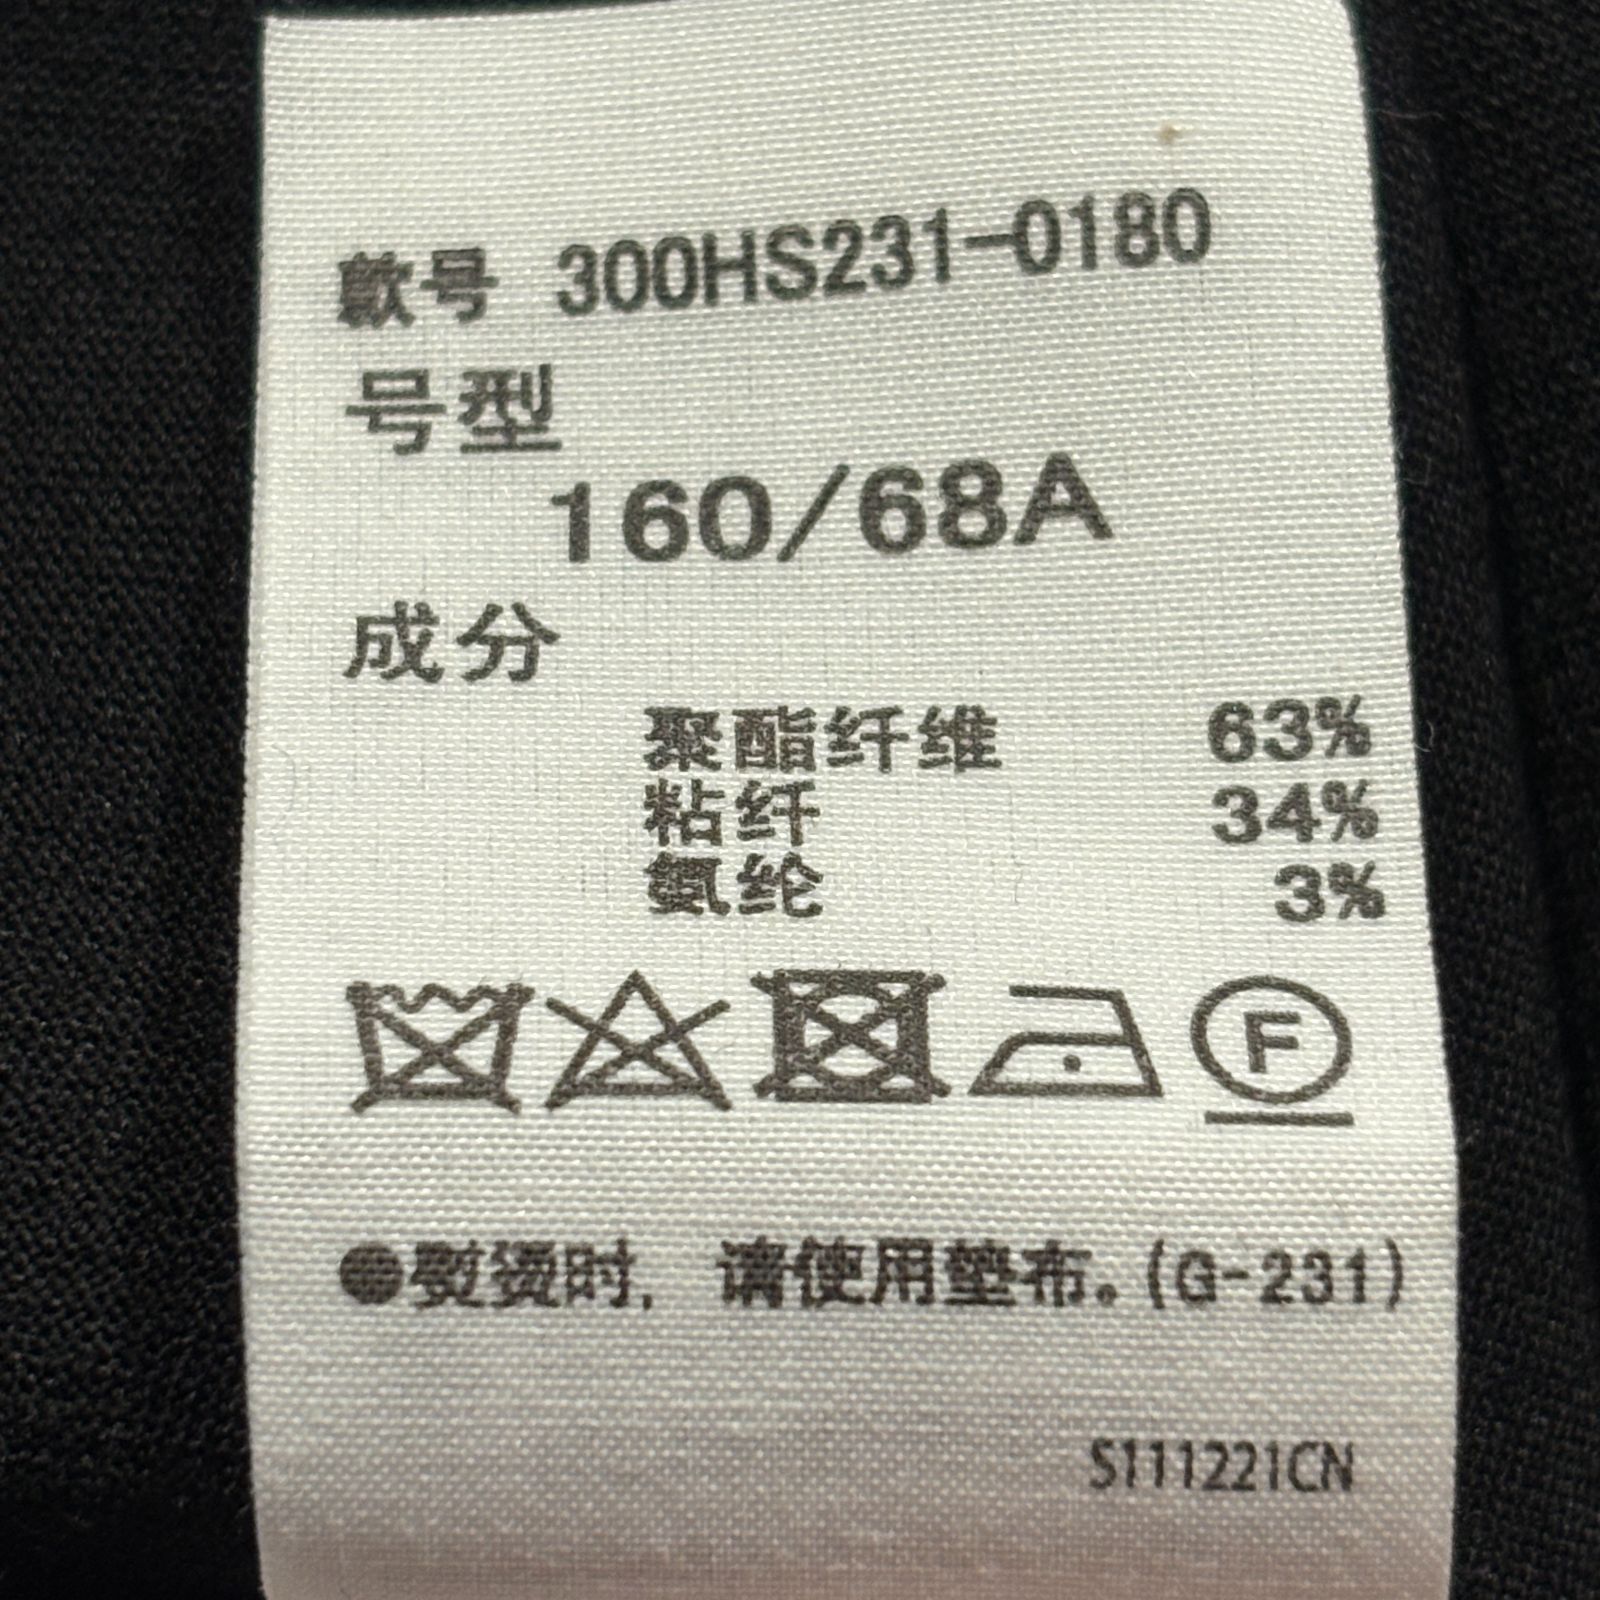 款号 300HS231-0180
号型
160/68A
成分
聚酯纤维 63%
粘纤 34%
氨纶 3%
F
●熨烫时，请使用垫布。(G-231)
S111221CN